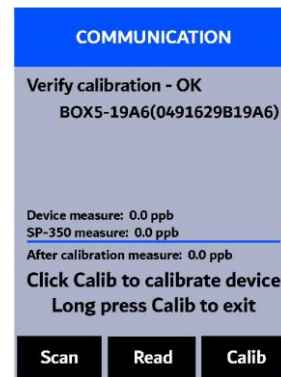 COMMUNICATION
Verify calibration - OK
BOX5-19A6(0491629B19A6)
Device measure: 0.0 ppb
SP-350 measure: 0.0 ppb
After calibration measure: 0.0 ppb
Click Calib to calibrate device
Long press Calib to exit
Scan Read Calib